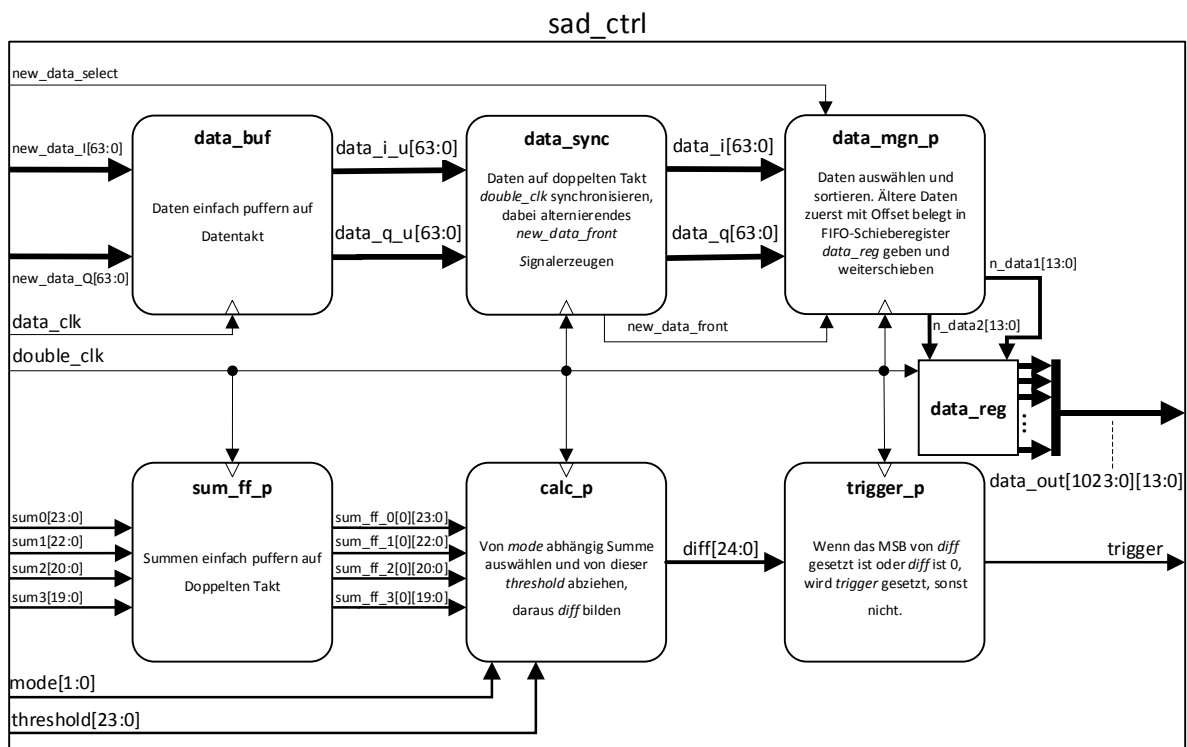 sad_ctrl
new_data_select
new_data_I[63:0]
new_data_Q[63:0]
data_clk
double_clk
data_buf
Daten einfach puffern auf
Datentakt
data_i_u[63:0]
data_q_u[63:0]
data_sync
Daten auf doppelten Takt
double_clk synchronisieren,
dabei alternierendes
new_data_front
Signalerzeugen
data_i[63:0]
data_q[63:0]
new_data_front
data_mgn_p
Daten auswählen und
sortieren. Ältere Daten
zuerst mit Offset belegt in
FIFO-Schieberegister
data_reg geben und
weiterschieben
n_data1[13:0]
n_data2[13:0]
data_reg
...
data_out[1023:0][13:0]
sum0[23:0]
sum1[22:0]
sum2[20:0]
sum3[19:0]
sum_ff_p
Summen einfach puffern auf
Doppelten Takt
sum_ff_0[0][23:0]
sum_ff_1[0][22:0]
sum_ff_2[0][20:0]
sum_ff_3[0][19:0]
calc_p
Von mode abhängig Summe
auswählen und von dieser
threshold abziehen,
daraus diff bilden
diff[24:0]
trigger_p
Wenn das MSB von diff
gesetzt ist oder diff ist 0,
wird trigger gesetzt, sonst
nicht.
trigger
mode[1:0]
threshold[23:0]